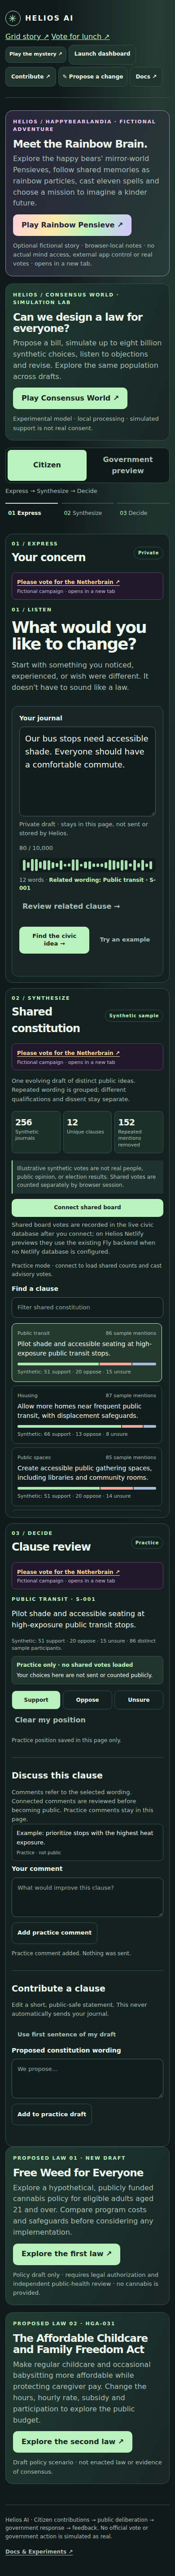 HELIOS AI
Grid story ↗ Vote for lunch ↗
Play the mystery ↗
Launch dashboard
Contribute ↗
✎ Propose a change
Docs ↗
HELIOS / HAPPYBEARLANDIA · FICTIONAL
ADVENTURE
Meet the Rainbow Brain.
Explore the happy bears' mirror-world
Pensieves, follow shared memories as
rainbow particles, cast eleven spells and
choose a mission to imagine a kinder
future.
Play Rainbow Pensieve ↗
Optional fictional story · browser-local notes · no
actual mind access, external app control or real
votes · opens in a new tab.
HELIOS / CONSENSUS WORLD ·
SIMULATION LAB
Can we design a law for
everyone?
Propose a bill, simulate up to eight billion
synthetic choices, listen to objections
and revise. Explore the same population
across drafts.
Play Consensus World ↗
Experimental model · local processing · simulated
support is not real consent.
Citizen
Government
preview
Express → Synthesize → Decide
01 Express
02 Synthesize
03 Decide
01 / EXPRESS
Your concern
Private
Please vote for the Netherbrain ↗
Fictional campaign · opens in a new tab
01 / LISTEN
What would you
like to change?
Start with something you noticed,
experienced, or wish were different. It
doesn't have to sound like a law.
Your journal
Our bus stops need accessible
shade. Everyone should have
a comfortable commute.
Private draft · stays in this page, not sent or
stored by Helios.
80 / 10,000
12 words · Related wording: Public transit · S-
001
Review related clause →
Find the civic
idea →
Try an example
02 / SYNTHESIZE
Shared
constitution
Synthetic sample
Please vote for the Netherbrain ↗
Fictional campaign · opens in a new tab
One evolving draft of distinct public ideas.
Repeated wording is grouped; different
qualifications and dissent stay separate.
256
Synthetic
journals
12
Unique clauses
152
Repeated
mentions
removed
Illustrative synthetic votes are not real people,
public opinion, or election results. Shared votes are
counted separately by browser session.
Connect shared board
Shared board votes are recorded in the live civic
database after you connect; on Helios Netlify
previews they use the existing Fly backend when
no Netlify database is configured.
Practice mode · connect to load shared counts and cast
advisory votes.
Find a clause
Filter shared constitution
Public transit
86 sample mentions
Pilot shade and accessible seating at high-
exposure public transit stops.
Synthetic: 51 support · 20 oppose · 15 unsure
Housing
87 sample mentions
Allow more homes near frequent public
transit, with displacement safeguards.
Synthetic: 66 support · 13 oppose · 8 unsure
Public spaces
85 sample mentions
Create accessible public gathering spaces,
including libraries and community rooms.
Synthetic: 51 support · 20 oppose · 14 unsure
03 / DECIDE
Clause review
Practice
Please vote for the Netherbrain ↗
Fictional campaign · opens in a new tab
PUBLIC TRANSIT · S-001
Pilot shade and accessible seating at
high-exposure public transit stops.
Synthetic: 51 support · 20 oppose · 15 unsure · 86 distinct
sample participants.
Practice only · no shared votes loaded
Your choices here are not sent or counted publicly.
Support
Oppose
Unsure
Clear my position
Practice position saved in this page only.
Discuss this clause
Comments refer to the selected wording.
Connected comments are reviewed before
becoming public. Practice comments stay in this
page.
Example: prioritize stops with the highest heat
exposure.
Practice · not public
Your comment
What would improve this clause?
Add practice comment
Practice comment added. Nothing was sent.
Contribute a clause
Edit a short, public-safe statement. This never
automatically sends your journal.
Use first sentence of my draft
Proposed constitution wording
We propose...
Add to practice draft
PROPOSED LAW 01 · NEW DRAFT
Free Weed for Everyone
Explore a hypothetical, publicly funded
cannabis policy for eligible adults aged
21 and over. Compare program costs
and safeguards before considering any
implementation.
Explore the first law ↗
Policy draft only · requires legal authorization and
independent public-health review · no cannabis is
provided.
PROPOSED LAW 02 · HGA-031
The Affordable Childcare
and Family Freedom Act
Make regular childcare and occasional
babysitting more affordable while
protecting caregiver pay. Change the
hours, hourly rate, subsidy and
participation to explore the public
budget.
Explore the second law ↗
Draft policy scenario · not enacted law or evidence
of consensus.
Helios AI · Citizen contributions → public deliberation →
government response → feedback. No official vote or
government action is simulated as real.
Docs & Experiments ↗